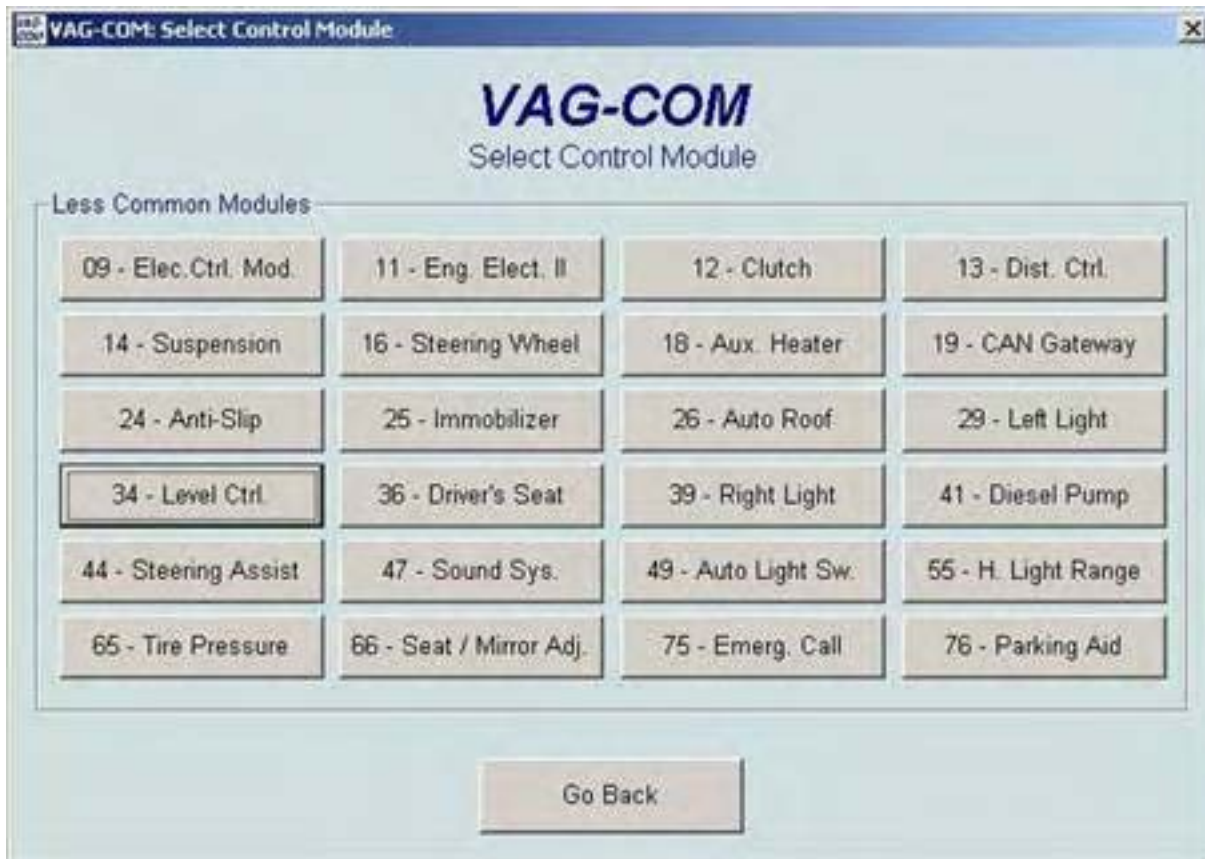 VAG-COM: Select Control Module
VAG-COM
Select Control Module
Less Common Modules
09 - Elec.Ctrl. Mod.
11 - Eng. Elect. II
12 - Clutch
13 - Dist. Ctrl.
14 - Suspension
16 - Steering Wheel
18 - Aux. Heater
19 - CAN Gateway
24 - Anti-Slip
25 - Immobilizer
26 - Auto Roof
29 - Left Light
34 - Level Ctrl.
36 - Driver's Seat
39 - Right Light
41 - Diesel Pump
44 - Steering Assist
47 - Sound Sys.
49 - Auto Light Sw.
55 - H. Light Range
65 - Tire Pressure
66 - Seat / Mirror Adj.
75 - Emerg. Call
76 - Parking Aid
Go Back